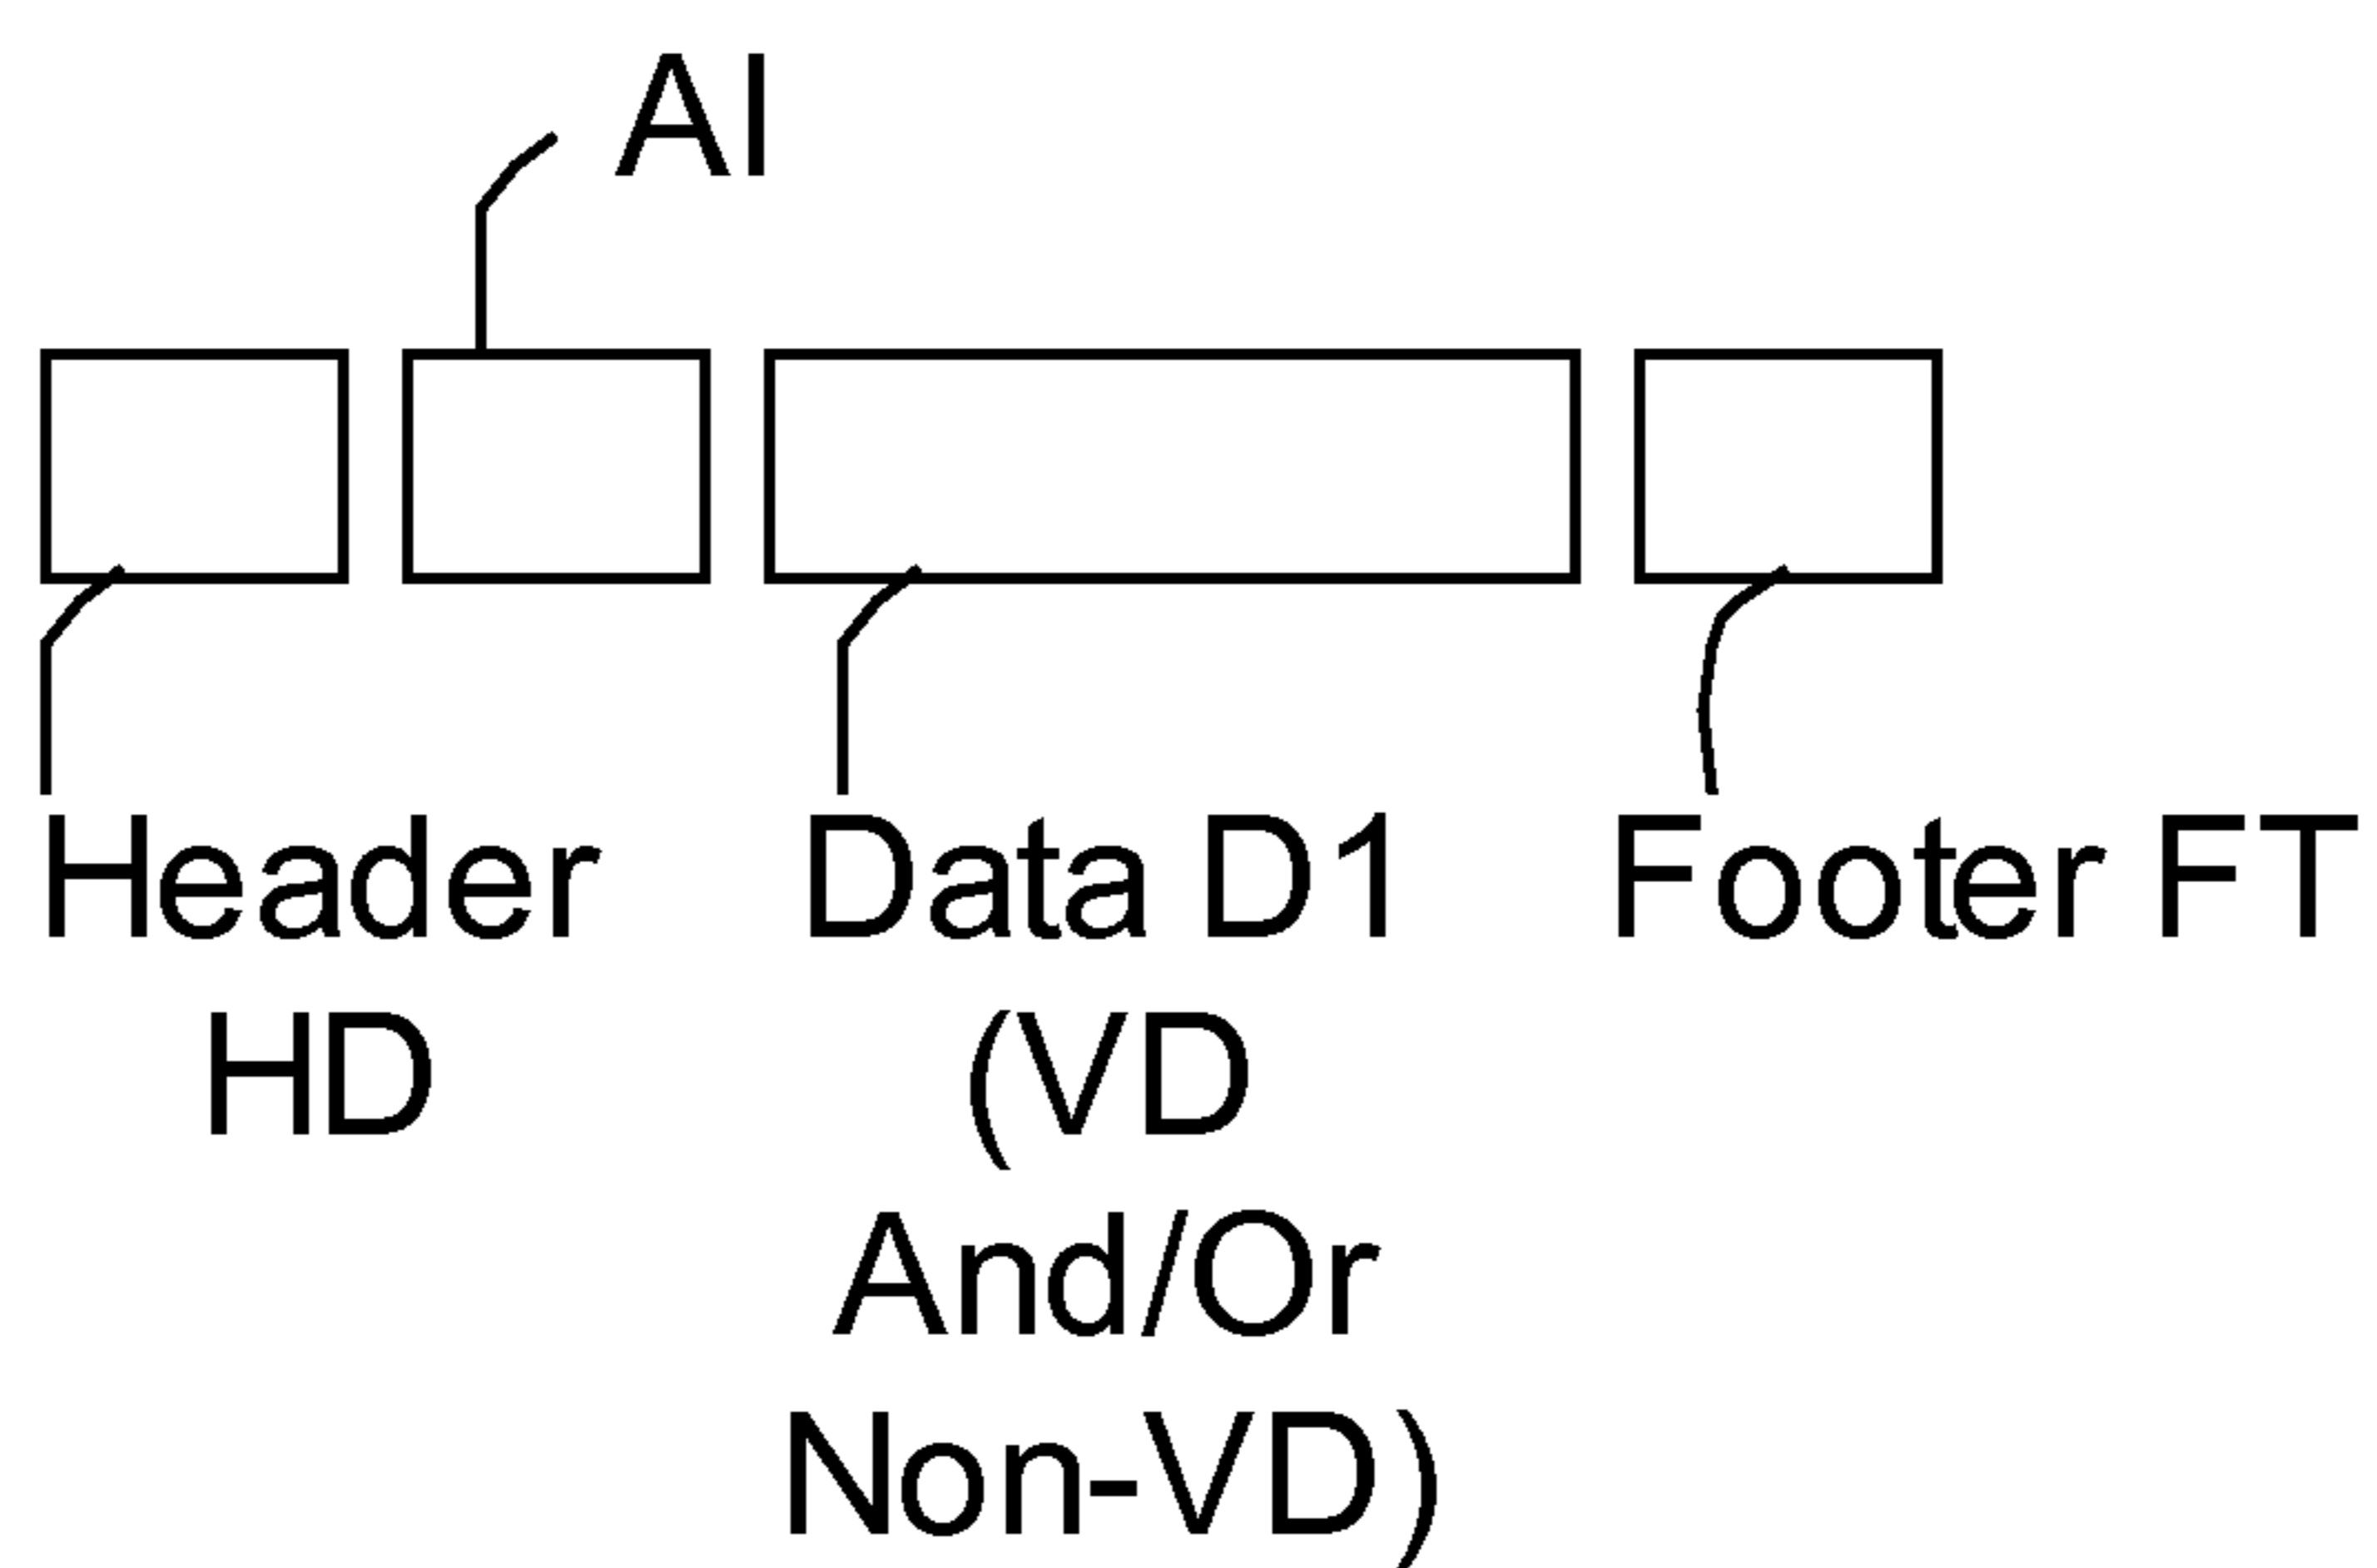 AI
Header
HD
Data D1
(VD
And/Or
Non-VD)
Footer FT